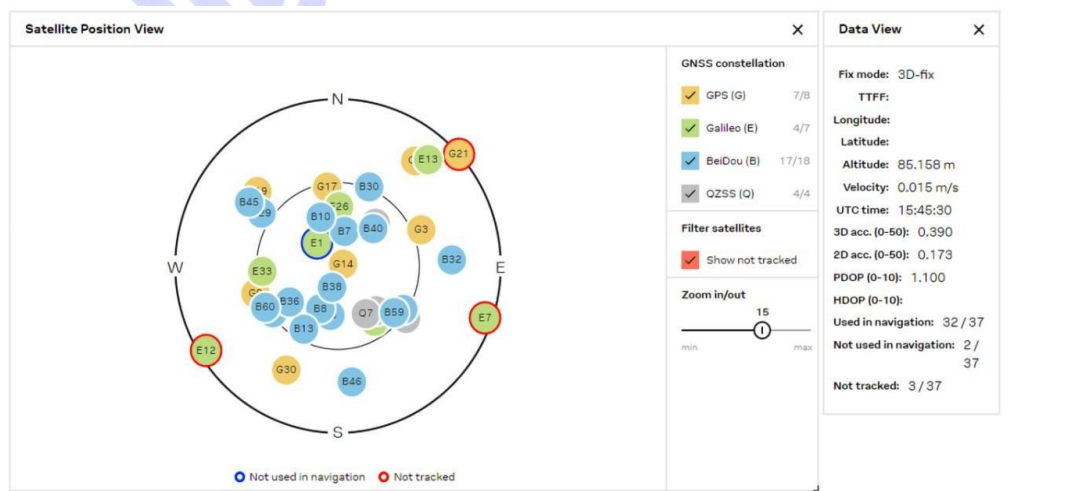 Satellite Position View
N
W
E
S
E13
G21
G17
B30
B45
E26
B10
B7
B40
G3
E1
B32
E33
G14
B38
B60
B36
B8
Q7
B59
E7
B13
E12
G30
B46
Not used in navigation
Not tracked
GNSS constellation
GPS (G) 7/8
Galileo (E) 4/7
BeiDou (B) 17/18
QZSS (Q) 4/4
Filter satellites
Show not tracked
Zoom in/out
15
min max
Data View
Fix mode: 3D-fix
TTFF:
Longitude:
Latitude:
Altitude: 85.158 m
Velocity: 0.015 m/s
UTC time: 15:45:30
3D acc. (0-50): 0.390
2D acc. (0-50): 0.173
PDOP (0-10): 1.100
HDOP (0-10):
Used in navigation: 32/37
Not used in navigation: 2/
37
Not tracked: 3/37